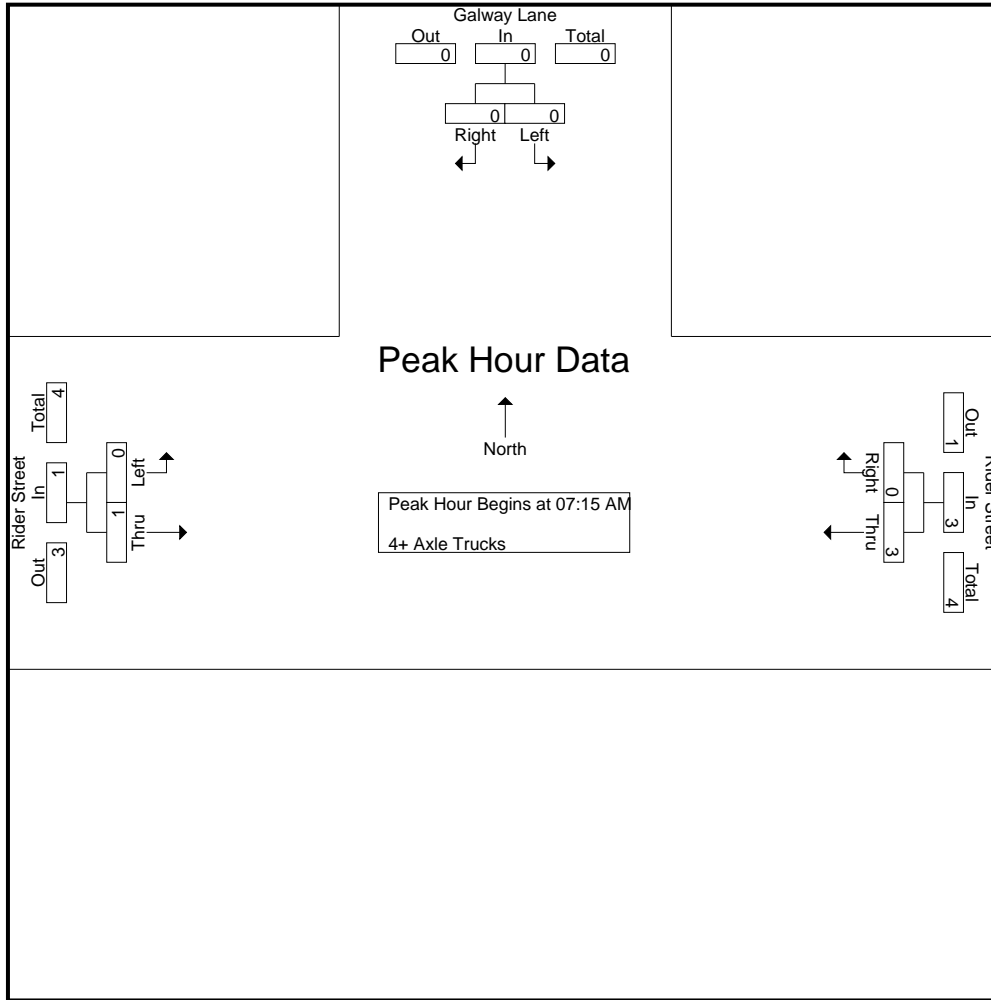 Galway Lane
Out In Total
0 0 0
0 0
Right Left
Peak Hour Data
North
Peak Hour Begins at 07:15 AM
4+ Axle Trucks
Rider Street
Out In Total
3 1 4
1 0
Thru Left
Rider Street
Out In Total
1 3 4
0 3
Right Thru